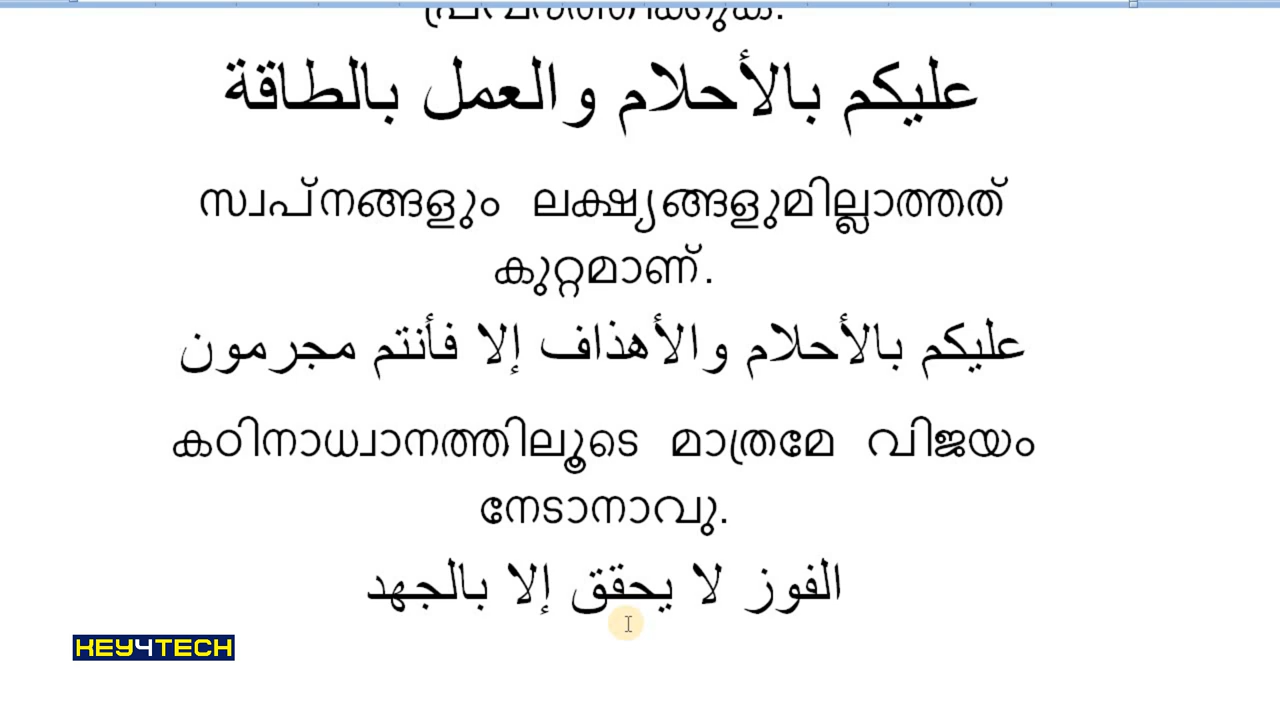 പ്രവർത്തിക്കുക.
عليكم بالأحلام والعمل بالطاقة
സ്വപ്നങ്ങളും ലക്ഷ്യങ്ങളുമില്ലാത്തത്
കുറ്റമാണ്.
عليكم بالأحلام والأهذاف إلا فأنتم مجرمون
കഠിനാധ്വാനത്തിലൂടെ മാത്രമേ വിജയം
നേടാനാവു.
الفوز لا يحقق إلا بالجهد
KEY4TECH